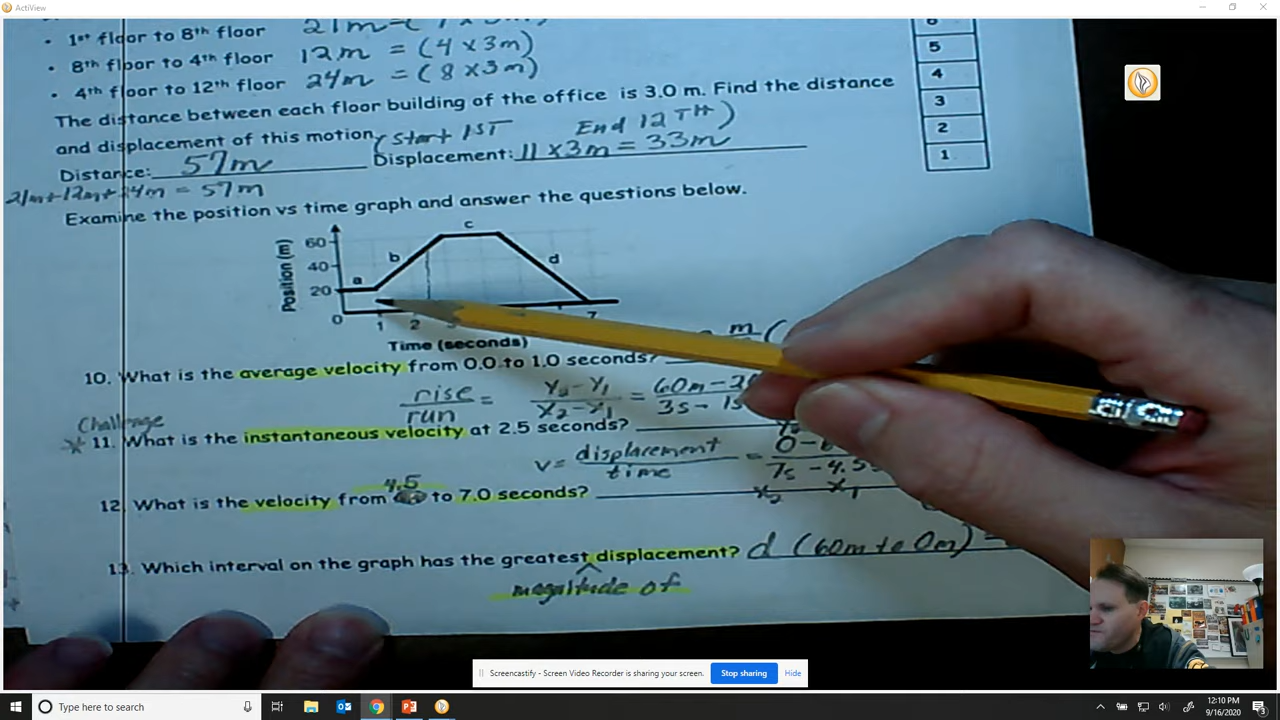 ActiView
• 1st floor to 8th floor
• 8th floor to 4th floor 12m = (4 x 3m)
• 4th floor to 12th floor 24m = (8 x 3m)
The distance between each floor building of the office is 3.0 m. Find the distance
and displacement of this motion. (Start 1ST End 12TH)
Distance: 57m Displacement: 11 x 3m = 33m
21m+12m+24m = 57m
5
4
3
2
1
Examine the position vs time graph and answer the questions below.
Position (m)
60
40
20
0
a
b
c
d
1 2 7
Time (seconds)
10. What is the average velocity from 0.0 to 1.0 seconds?
rise/run = Y2-Y1/X2-X1 = 60m-
3s-1s
Challenge
* 11. What is the instantaneous velocity at 2.5 seconds?
v = displacement/time =
7s - 4.5
X2 X1
4.5
12. What is the velocity from to 7.0 seconds?
13. Which interval on the graph has the greatest displacement? d (60m to 0m)
magnitude of
Screencastify - Screen Video Recorder is sharing your screen. Stop sharing Hide
Type here to search
12:10 PM
9/16/2020